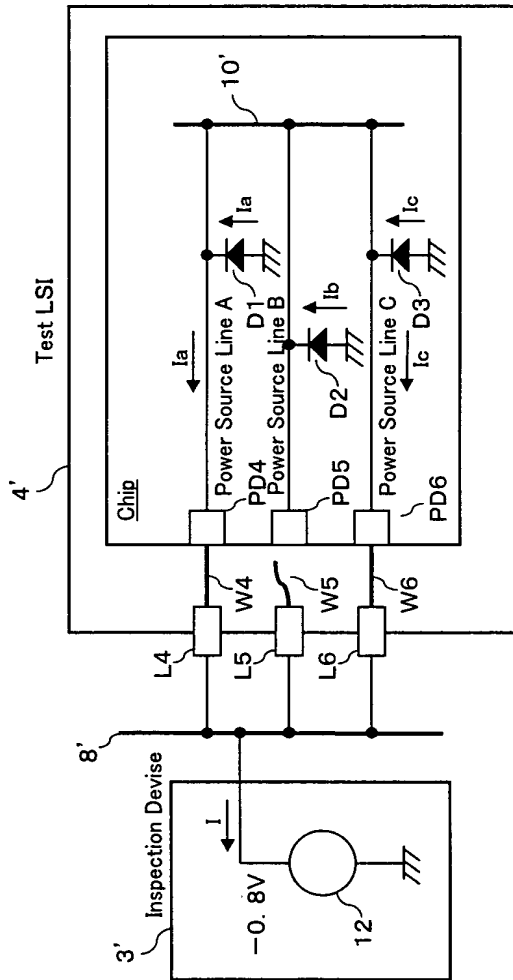 Test LSI
4'
Chip
10'
Ia
Ia
D1
Power Source Line A
PD4
W4
L4
Ib
D2
Power Source Line B
PD5
W5
L5
Ic
D3
Power Source Line C
Ic
PD6
W6
L6
8'
Inspection Devise
3'
I
-0. 8V
12